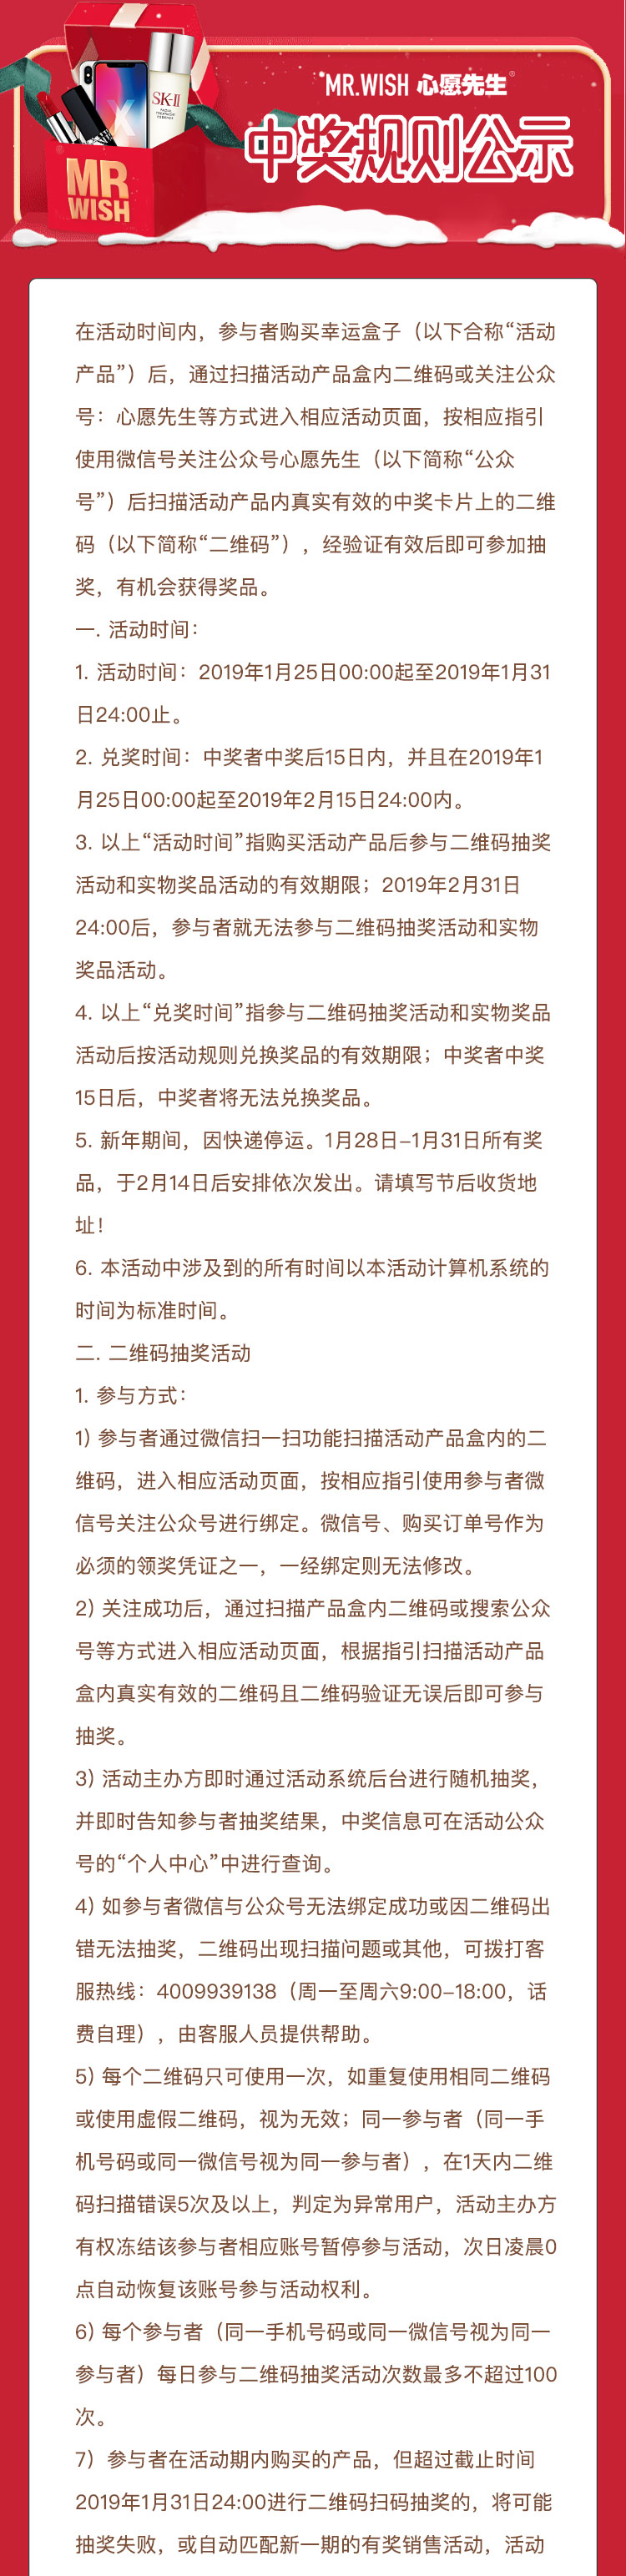 MR.WISH 心愿先生®
中奖规则公示
SK-II
FACIAL
TREATMENT
ESSENCE
X
MR
WISH
在活动时间内，参与者购买幸运盒子（以下合称“活动
产品”）后，通过扫描活动产品盒内二维码或关注公众
号：心愿先生等方式进入相应活动页面，按相应指引
使用微信号关注公众号心愿先生（以下简称“公众
号”）后扫描活动产品内真实有效的中奖卡片上的二维
码（以下简称“二维码”），经验证有效后即可参加抽
奖，有机会获得奖品。
一. 活动时间：
1. 活动时间：2019年1月25日00:00起至2019年1月31
日24:00止。
2. 兑奖时间：中奖者中奖后15日内，并且在2019年1
月25日00:00起至2019年2月15日24:00内。
3. 以上“活动时间”指购买活动产品后参与二维码抽奖
活动和实物奖品活动的有效期限；2019年2月31日
24:00后，参与者就无法参与二维码抽奖活动和实物
奖品活动。
4. 以上“兑奖时间”指参与二维码抽奖活动和实物奖品
活动后按活动规则兑换奖品的有效期限；中奖者中奖
15日后，中奖者将无法兑换奖品。
5. 新年期间，因快递停运。1月28日–1月31日所有奖
品，于2月14日后安排依次发出。请填写节后收货地
址！
6. 本活动中涉及到的所有时间以本活动计算机系统的
时间为标准时间。
二. 二维码抽奖活动
1. 参与方式：
1) 参与者通过微信扫一扫功能扫描活动产品盒内的二
维码，进入相应活动页面，按相应指引使用参与者微
信号关注公众号进行绑定。微信号、购买订单号作为
必须的领奖凭证之一，一经绑定则无法修改。
2) 关注成功后，通过扫描产品盒内二维码或搜索公众
号等方式进入相应活动页面，根据指引扫描活动产品
盒内真实有效的二维码且二维码验证无误后即可参与
抽奖。
3) 活动主办方即时通过活动系统后台进行随机抽奖，
并即时告知参与者抽奖结果，中奖信息可在活动公众
号的“个人中心”中进行查询。
4) 如参与者微信与公众号无法绑定成功或因二维码出
错无法抽奖，二维码出现扫描问题或其他，可拨打客
服热线：4009939138（周一至周六9:00–18:00，话
费自理），由客服人员提供帮助。
5) 每个二维码只可使用一次，如重复使用相同二维码
或使用虚假二维码，视为无效；同一参与者（同一手
机号码或同一微信号视为同一参与者），在1天内二维
码扫描错误5次及以上，判定为异常用户，活动主办方
有权冻结该参与者相应账号暂停参与活动，次日凌晨0
点自动恢复该账号参与活动权利。
6) 每个参与者（同一手机号码或同一微信号视为同一
参与者）每日参与二维码抽奖活动次数最多不超过100
次。
7）参与者在活动期内购买的产品，但超过截止时间
2019年1月31日24:00进行二维码扫码抽奖的，将可能
抽奖失败，或自动匹配新一期的有奖销售活动，活动